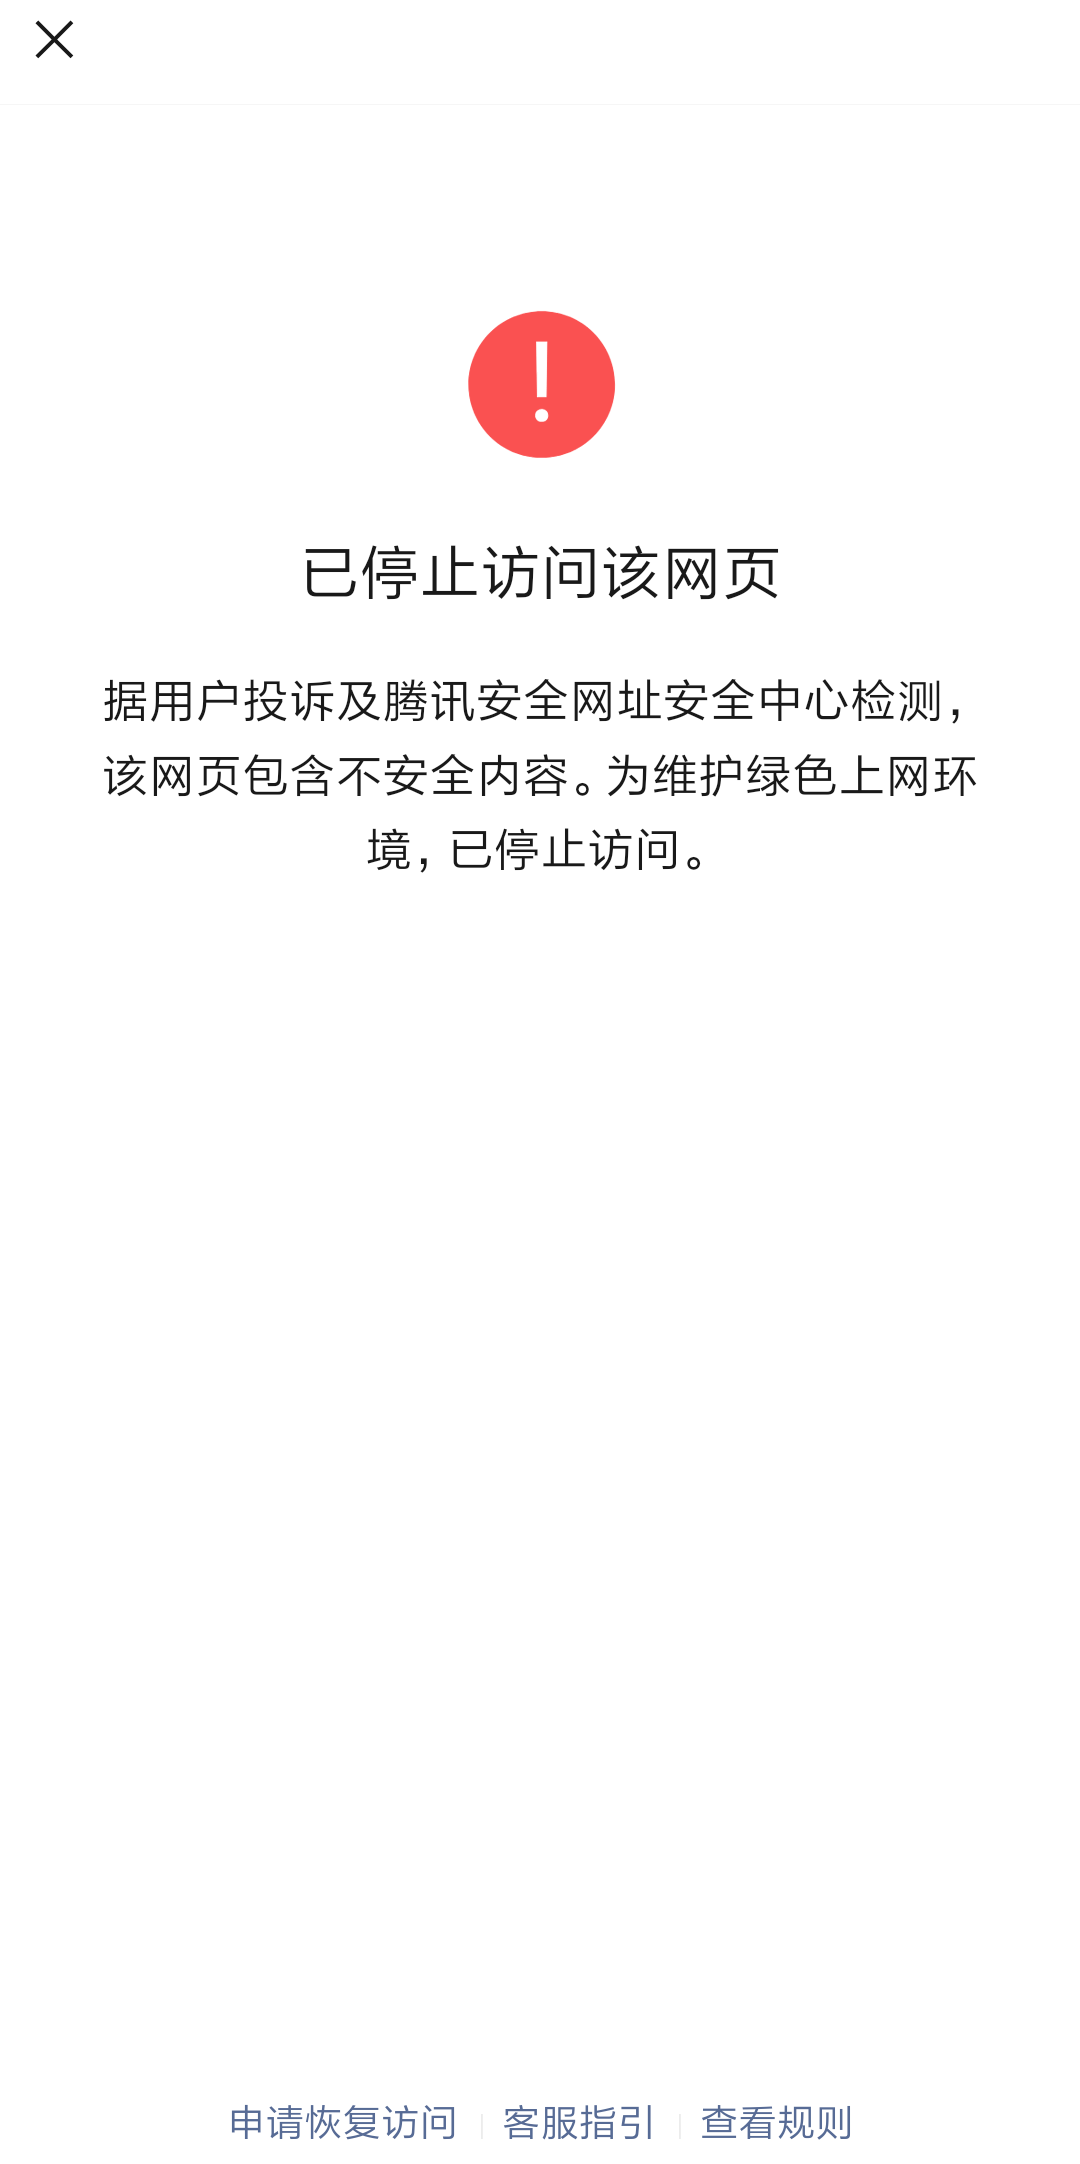 已停止访问该网页
据用户投诉及腾讯安全网址安全中心检测，
该网页包含不安全内容。为维护绿色上网环
境，已停止访问。
申请恢复访问 | 客服指引 | 查看规则